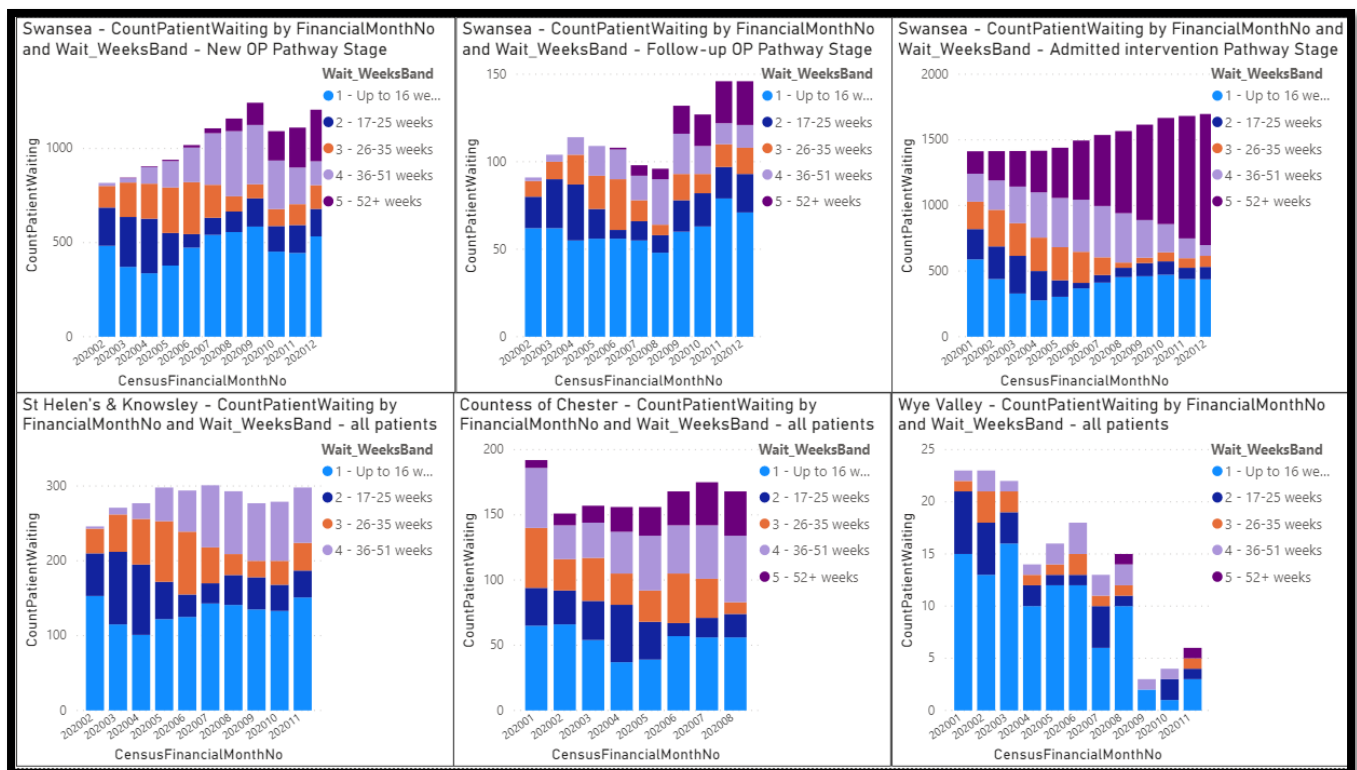 Swansea - CountPatientWaiting by FinancialMonthNo
and Wait_WeeksBand - New OP Pathway Stage
Wait_WeeksBand
1 - Up to 16 we...
2 - 17-25 weeks
3 - 26-35 weeks
4 - 36-51 weeks
5 - 52+ weeks
CountPatientWaiting
1000
500
0
202002
202003
202004
202005
202006
202007
202008
202009
202010
202011
202012
CensusFinancialMonthNo
Swansea - CountPatientWaiting by FinancialMonthNo
and Wait_WeeksBand - Follow-up OP Pathway Stage
Wait_WeeksBand
1 - Up to 16 w...
2 - 17-25 weeks
3 - 26-35 weeks
4 - 36-51 weeks
5 - 52+ weeks
CountPatientWaiting
150
100
50
0
202002
202003
202004
202005
202006
202007
202008
202009
202010
202011
202012
CensusFinancialMonthNo
Swansea - CountPatientWaiting by FinancialMonthNo and
Wait_WeeksBand - Admitted intervention Pathway Stage
Wait_WeeksBand
1 - Up to 16 w...
2 - 17-25 weeks
3 - 26-35 weeks
4 - 36-51 weeks
5 - 52+ weeks
CountPatientWaiting
2000
1500
1000
500
0
202001
202002
202003
202004
202005
202006
202007
202008
202009
202010
202011
202012
CensusFinancialMonthNo
St Helen's & Knowsley - CountPatientWaiting by
FinancialMonthNo and Wait_WeeksBand - all patients
Wait_WeeksBand
1 - Up to 16 w...
2 - 17-25 weeks
3 - 26-35 weeks
4 - 36-51 weeks
CountPatientWaiting
300
200
100
0
202002
202003
202004
202005
202006
202007
202008
202009
202010
202011
CensusFinancialMonthNo
Countess of Chester - CountPatientWaiting by
FinancialMonthNo and Wait_WeeksBand - all patients
Wait_WeeksBand
1 - Up to 16 w...
2 - 17-25 weeks
3 - 26-35 weeks
4 - 36-51 weeks
5 - 52+ weeks
CountPatientWaiting
200
150
100
50
0
202001
202002
202003
202004
202005
202006
202007
202008
CensusFinancialMonthNo
Wye Valley - CountPatientWaiting by FinancialMonthNo
and Wait_WeeksBand - all patients
Wait_WeeksBand
1 - Up to 16 we...
2 - 17-25 weeks
3 - 26-35 weeks
4 - 36-51 weeks
5 - 52+ weeks
CountPatientWaiting
25
20
15
10
5
0
202001
202002
202003
202004
202005
202006
202007
202008
202009
202010
202011
CensusFinancialMonthNo